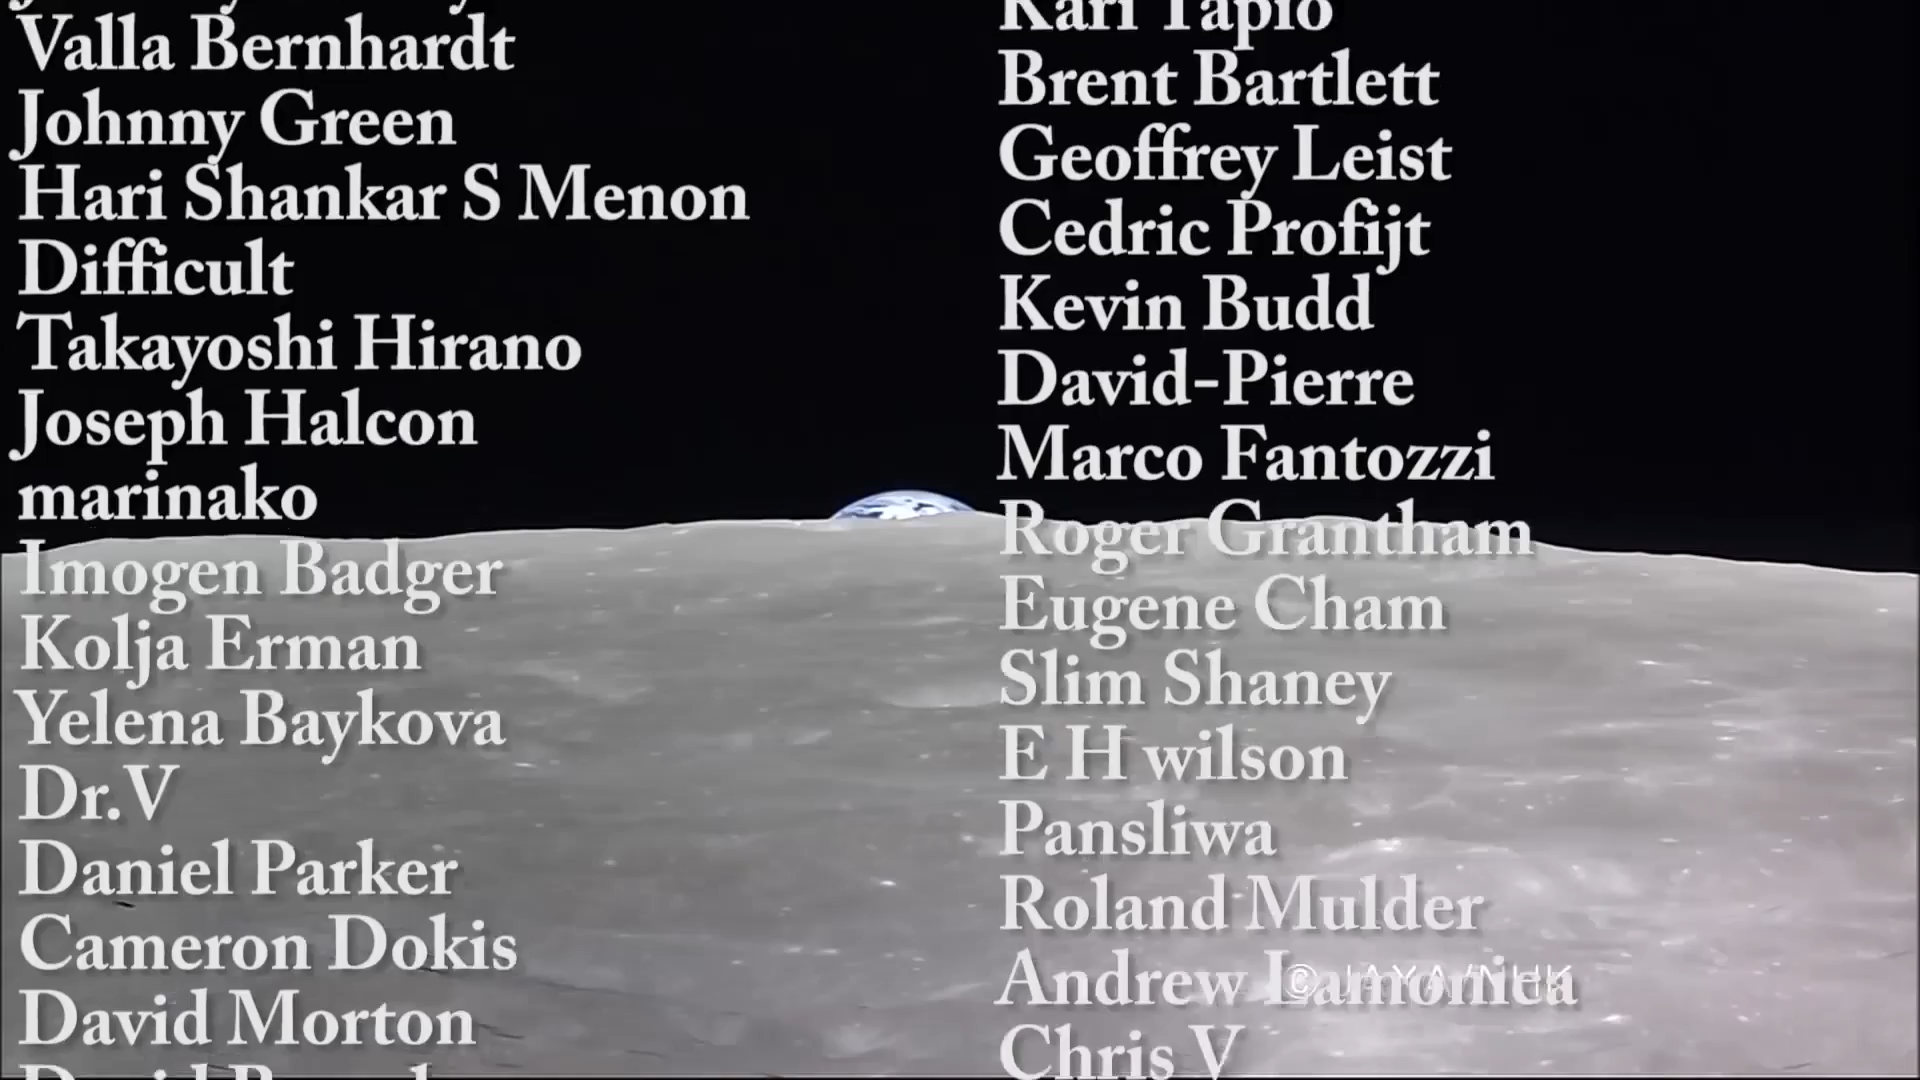 Valla Bernhardt
Johnny Green
Hari Shankar S Menon
Difficult
Takayoshi Hirano
Joseph Halcon
marinako
Imogen Badger
Kolja Erman
Yelena Baykova
Dr.V
Daniel Parker
Cameron Dokis
David Morton
David
Kari Tapio
Brent Bartlett
Geoffrey Leist
Cedric Profijt
Kevin Budd
David-Pierre
Marco Fantozzi
Roger Grantham
Eugene Cham
Slim Shaney
E H wilson
Pansliwa
Roland Mulder
Andrew Lamonica
© JAXA/NHK
Chris V